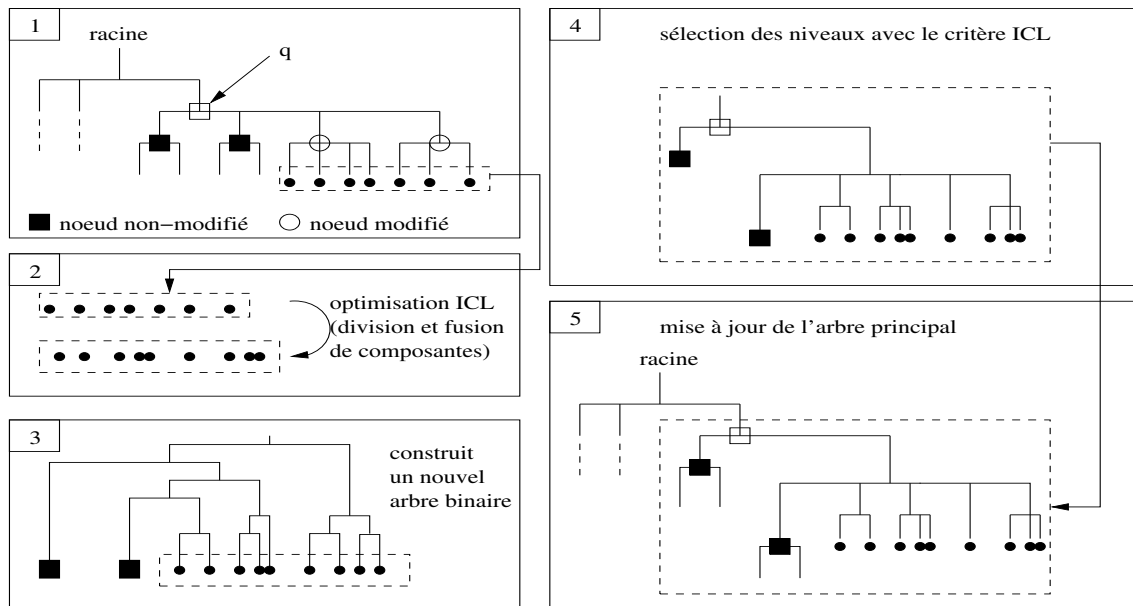 1
racine
q
noeud non-modifié
noeud modifié
2
optimisation ICL
(division et fusion
de composantes)
3
construit
un nouvel
arbre binaire
4
sélection des niveaux avec le critère ICL
5
mise à jour de l'arbre principal
racine